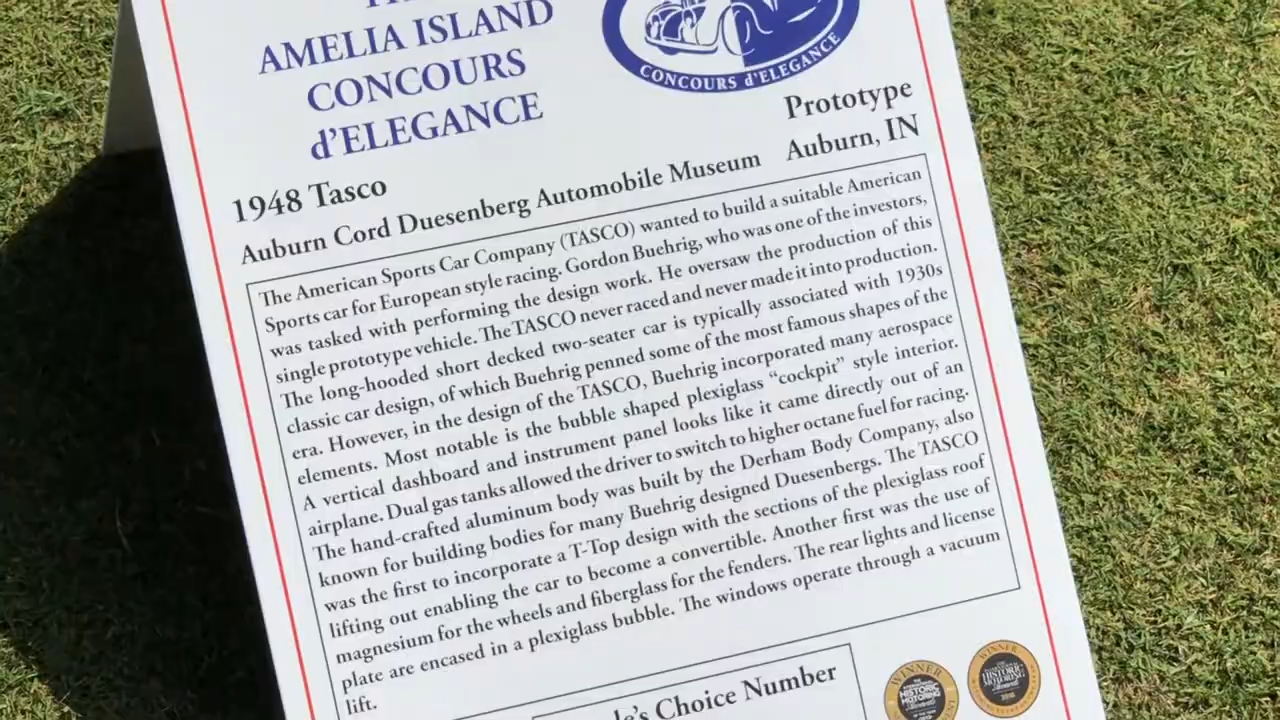 AMELIA ISLAND
CONCOURS
d'ELEGANCE
CONCOURS d'ELEGANCE
Prototype
1948 Tasco
Auburn, IN
Auburn Cord Duesenberg Automobile Museum
The American Sports Car Company (TASCO) wanted to build a suitable American
Sports car for European style racing. Gordon Buehrig, who was one of the investors,
was tasked with performing the design work. He oversaw the production of this
single prototype vehicle. The TASCO never raced and never made it into production.
The long-hooded short decked two-seater car is typically associated with 1930s
classic car design, of which Buehrig penned some of the most famous shapes of the
era. However, in the design of the TASCO, Buehrig incorporated many aerospace
elements. Most notable is the bubble shaped plexiglass "cockpit" style interior.
A vertical dashboard and instrument panel looks like it came directly out of an
airplane. Dual gas tanks allowed the driver to switch to higher octane fuel for racing.
The hand-crafted aluminum body was built by the Derham Body Company, also
known for building bodies for many Buehrig designed Duesenbergs. The TASCO
was the first to incorporate a T-Top design with the sections of the plexiglass roof
lifting out enabling the car to become a convertible. Another first was the use of
magnesium for the wheels and fiberglass for the fenders. The rear lights and license
plate are encased in a plexiglass bubble. The windows operate through a vacuum
lift.
Choice Number
WINNER
HISTORIC
MOTORING
WINNER
HISTORIC
MOTORING